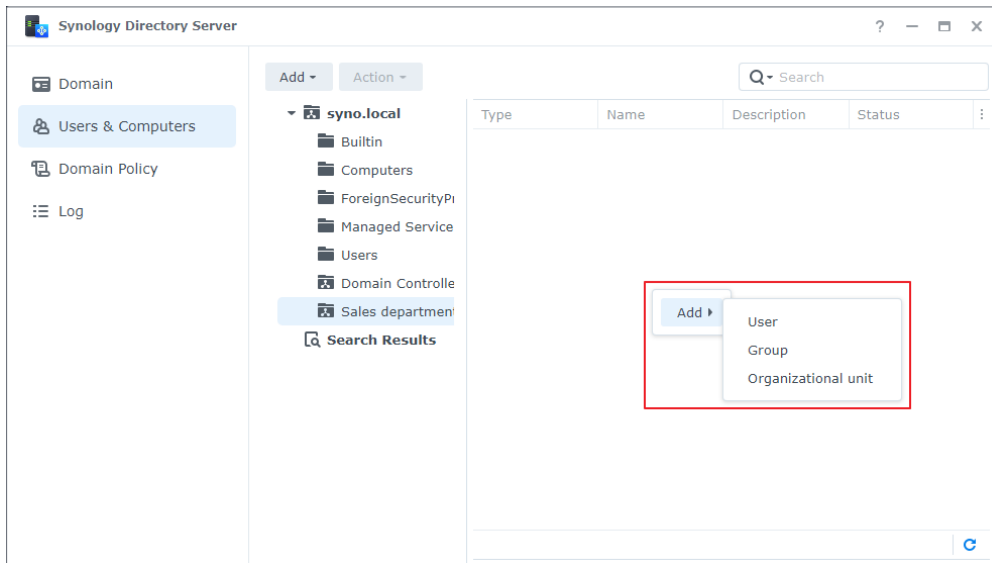 Synology Directory Server
?
Domain
Users & Computers
Domain Policy
Log
Add
Action
Search
syno.local
Builtin
Computers
ForeignSecurityPr
Managed Service
Users
Domain Controlle
Sales department
Search Results
Type Name Description Status
Add
User
Group
Organizational unit